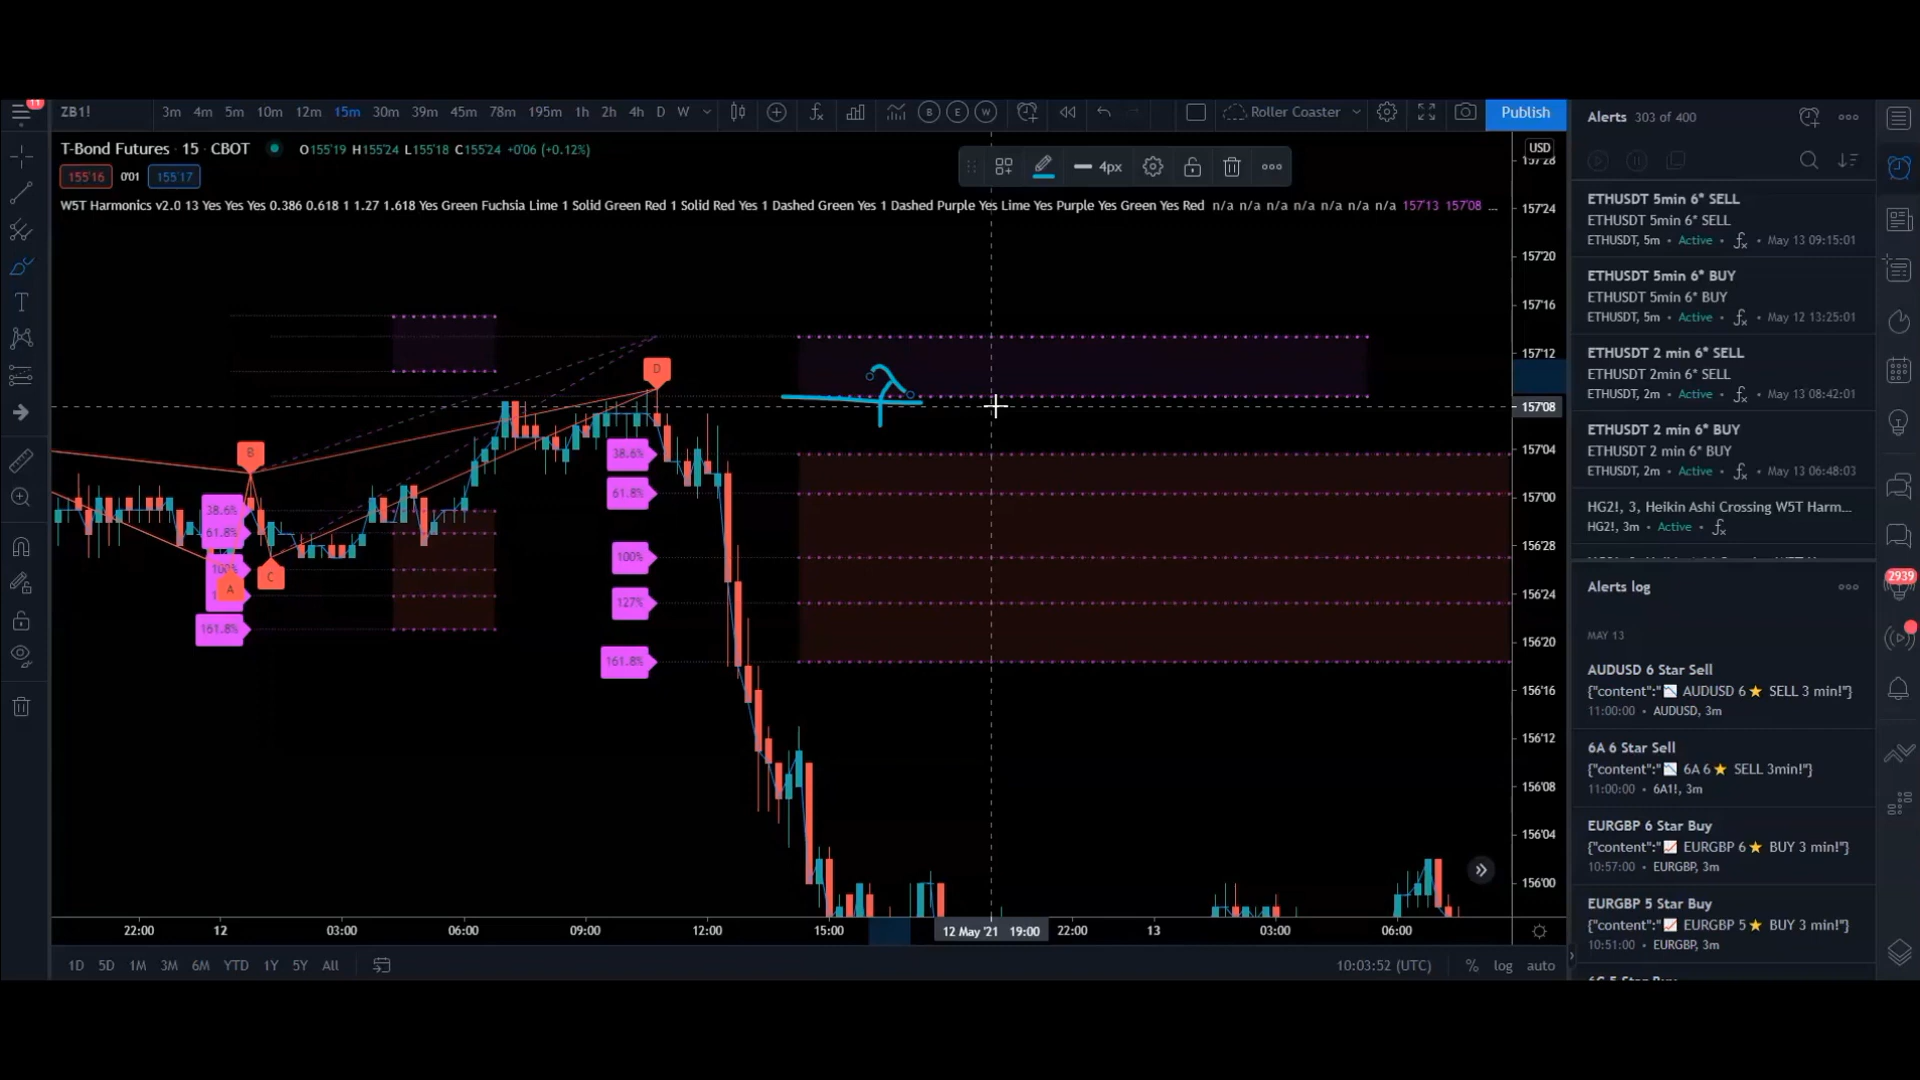 11
ZB1! 3m 4m 5m 10m 12m 15m 30m 39m 45m 78m 195m 1h 2h 4h D W B E W Roller Coaster Publish
T-Bond Futures · 15 · CBOT O155'19 H155'24 L155'18 C155'24 +0'06 (+0.12%)
155'16 0'01 155'17
4px
W5T Harmonics v2.0 13 Yes Yes Yes 0.386 0.618 1 1.27 1.618 Yes Green Fuchsia Lime 1 Solid Green Red 1 Solid Red Yes 1 Dashed Green Yes 1 Dashed Purple Yes Lime Yes Purple Yes Green Yes Red n/a n/a n/a n/a n/a n/a n/a 157'13 157'08 ...
USD
157'28
157'24
157'20
157'16
157'12
157'08
157'04
157'00
156'28
156'24
156'20
156'16
156'12
156'08
156'04
156'00
B
D
A
C
38.6%
61.8%
100%
161.8%
38.6%
61.8%
100%
127%
161.8%
22:00 12 03:00 06:00 09:00 12:00 15:00 12 May '21 19:00 22:00 13 03:00 06:00
1D 5D 1M 3M 6M YTD 1Y 5Y All 10:03:52 (UTC) % log auto
Alerts 303 of 400
ETHUSDT 5min 6* SELL
ETHUSDT 5min 6* SELL
ETHUSDT, 5m • Active • fx • May 13 09:15:01
ETHUSDT 5min 6* BUY
ETHUSDT 5min 6* BUY
ETHUSDT, 5m • Active • fx • May 12 13:25:01
ETHUSDT 2 min 6* SELL
ETHUSDT 2min 6* SELL
ETHUSDT, 2m • Active • fx • May 13 08:42:01
ETHUSDT 2 min 6* BUY
ETHUSDT 2 min 6* BUY
ETHUSDT, 2m • Active • fx • May 13 06:48:03
HG2!, 3, Heikin Ashi Crossing W5T Harm...
HG2!, 3m • Active • fx
Alerts log
MAY 13
AUDUSD 6 Star Sell
{"content":"📉 AUDUSD 6⭐ SELL 3 min!"}
11:00:00 • AUDUSD, 3m
6A 6 Star Sell
{"content":"📉 6A 6⭐ SELL 3min!"}
11:00:00 • 6A1!, 3m
EURGBP 6 Star Buy
{"content":"📈 EURGBP 6⭐ BUY 3 min!"}
10:57:00 • EURGBP, 3m
EURGBP 5 Star Buy
{"content":"📈 EURGBP 5⭐ BUY 3 min!"}
10:51:00 • EURGBP, 3m
2939